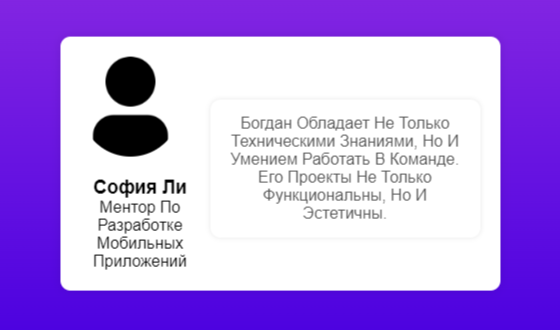 София Ли
Ментор По
Разработке
Мобильных
Приложений
Богдан Обладает Не Только
Техническими Знаниями, Но И
Умением Работать В Команде.
Его Проекты Не Только
Функциональны, Но И
Эстетичны.